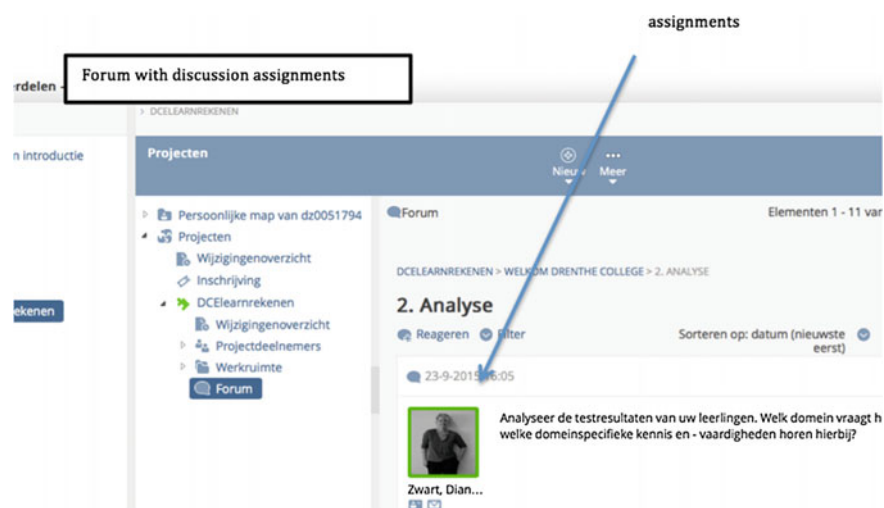 assignments
Forum with discussion assignments
rdelen -
> DCELEARNREKENEN
n introductie
Projecten
Nieuw
Meer
Persoonlijke map van dz0051794
Projecten
Wijzigingenoverzicht
Inschrijving
DCElearnrekenen
Wijzigingenoverzicht
Projectdeelnemers
Werkruimte
Forum
ekenen
Forum
Elementen 1 - 11 van
DCELEARNREKENEN > WELKOM DRENTHE COLLEGE > 2. ANALYSE
2. Analyse
Reageren
Filter
Sorteren op: datum (nieuwste
eerst)
23-9-2015 16:05
Analyseer de testresultaten van uw leerlingen. Welk domein vraagt h
welke domeinspecifieke kennis en - vaardigheden horen hierbij?
Zwart, Dian...